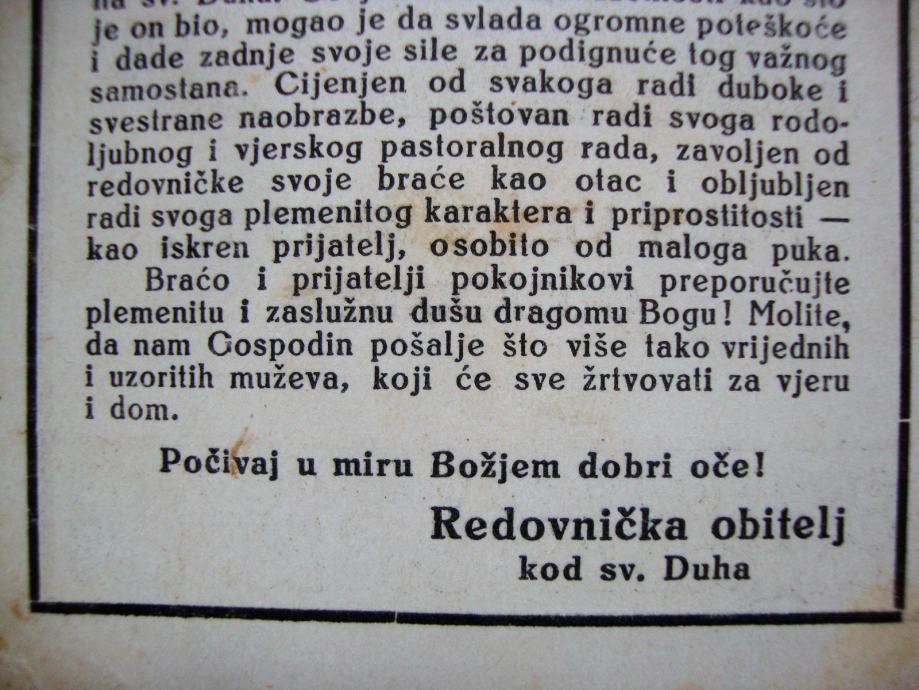 na sv. Duha.
je on bio, mogao je da svlada ogromne poteškoće
i dade zadnje svoje sile za podignuće tog važnog
samostana. Cijenjen od svakoga radi duboke i
svestrane naobrazbe, poštovan radi svoga rodo-
ljubnog i vjerskog pastoralnog rada, zavoljen od
redovničke svoje braće kao otac i obljubljen
radi svoga plemenitog karaktera i priprostitosti —
kao iskren prijatelj, osobito od maloga puka.
Braćo i prijatelji pokojnikovi preporučujte
plemenitu i zaslužnu dušu dragomu Bogu! Molite,
da nam Gospodin pošalje što više tako vrijednih
i uzoritih muževa, koji će sve žrtvovati za vjeru
i dom.
Počivaj u miru Božjem dobri oče!
Redovnička obitelj
kod sv. Duha